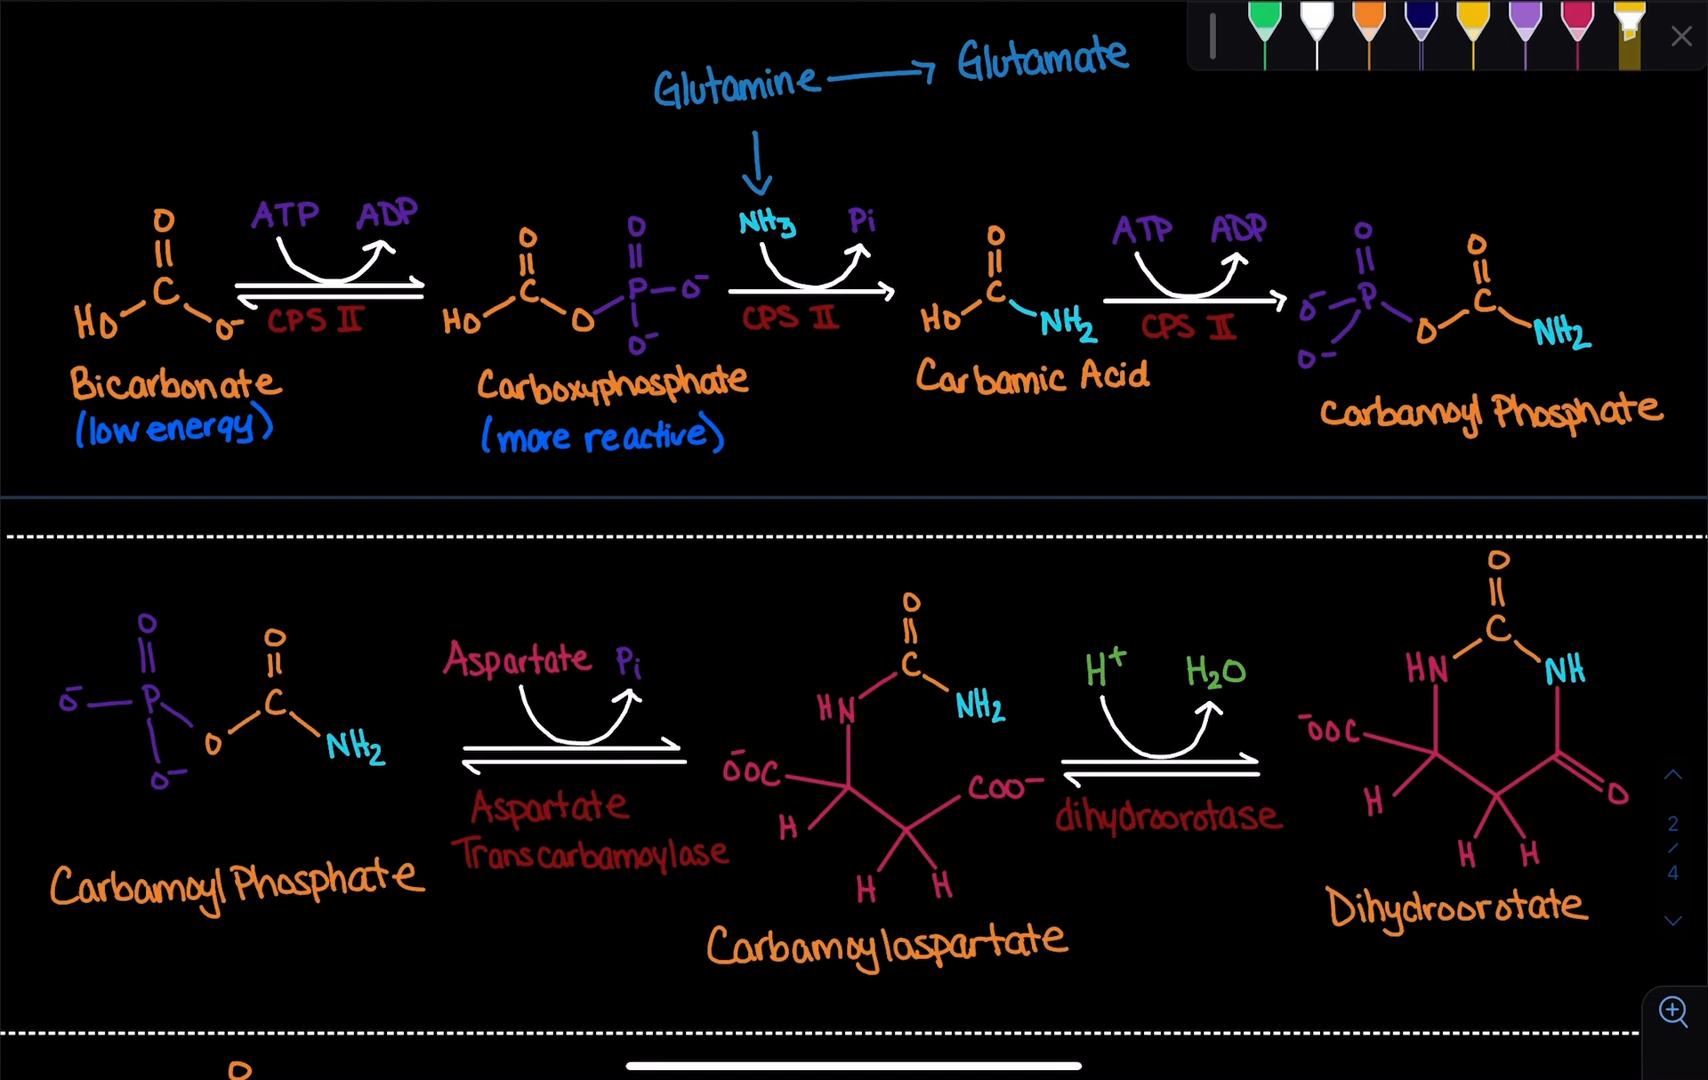 Glutamine → Glutamate
NH3 Pi
ATP ADP
ATP ADP
O
HO C O-
CPS II
O O
HO C O P O-
O-
CPS II
O
HO C NH2
CPS II
O O
O- P O C NH2
O-
Bicarbonate
(low energy)
Carboxyphosphate
(more reactive)
Carbamic Acid
Carbamoyl Phosphate
O O
O- P O C NH2
O-
Carbamoyl Phosphate
Aspartate Pi
Aspartate
Transcarbamoylase
O
C
HN NH2
-OOC COO-
H
H H
Carbamoylaspartate
H+ H2O
dihydroorotase
O
C
HN NH
-OOC
H O
H H
Dihydroorotate
2
/
4
O